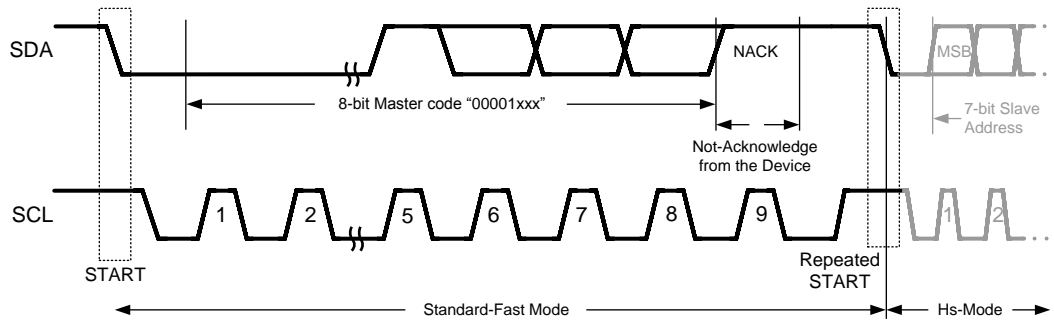 SDA
NACK
MSB
8-bit Master code “00001xxx”
7-bit Slave
Address
Not-Acknowledge
from the Device
SCL
1
2
5
6
7
8
9
1
2
START
Repeated
START
Standard-Fast Mode
Hs-Mode